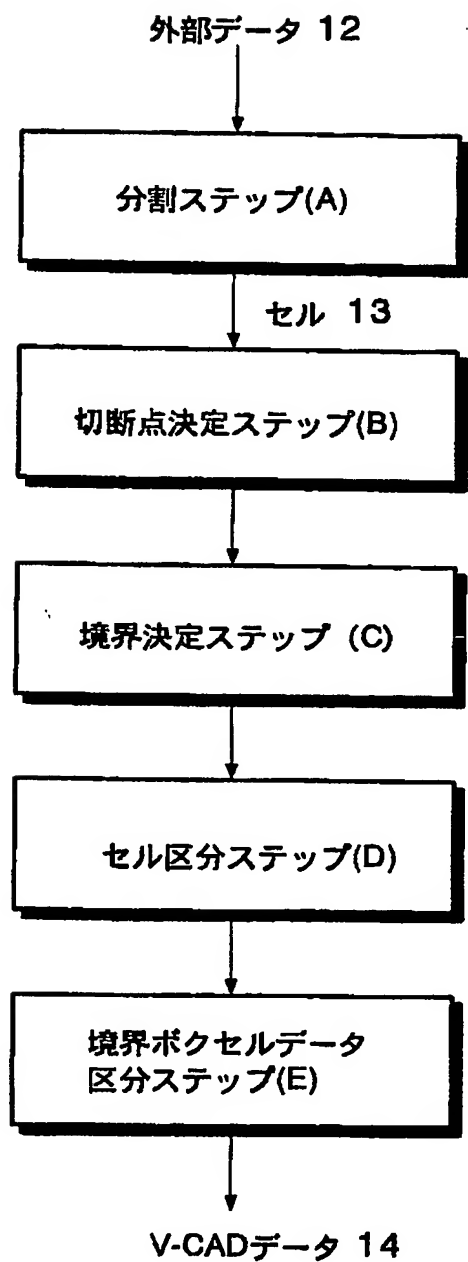 外部データ 12
分割ステップ(A)
セル 13
切断点決定ステップ(B)
境界決定ステップ (C)
セル区分ステップ(D)
境界ボクセルデータ
区分ステップ(E)
V-CADデータ 14